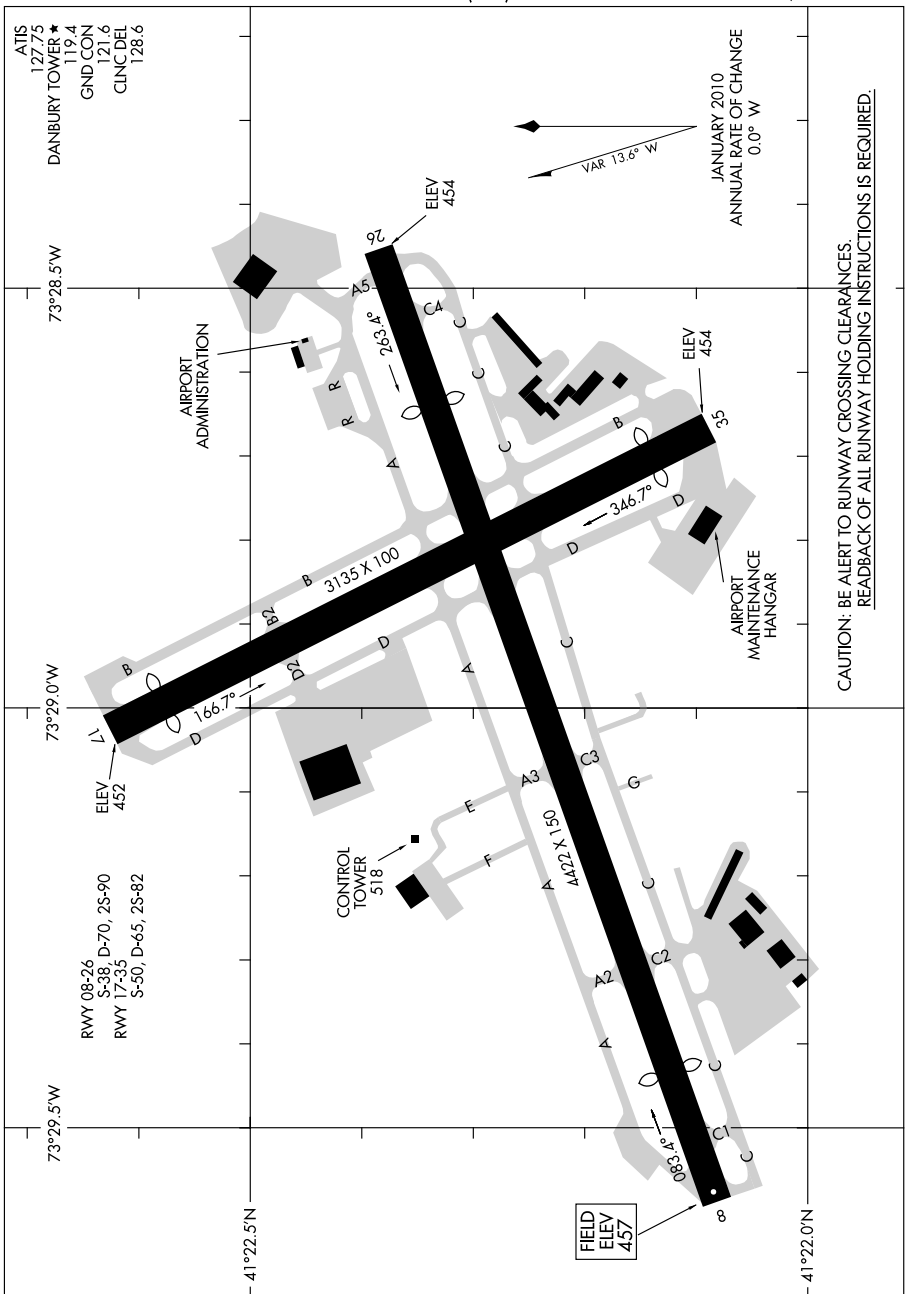 ATIS
127.75
DANBURY TOWER ★
119.4
GND CON
121.6
CLNC DEL
128.6
RWY 08-26
S-38, D-70, 2S-90
RWY 17-35
S-50, D-65, 2S-82
73°29.5'W
73°29.0'W
73°28.5'W
41°22.5'N
41°22.0'N
JANUARY 2010
ANNUAL RATE OF CHANGE
0.0° W
VAR 13.6° W
AIRPORT
ADMINISTRATION
ELEV
454
26
A5
263.4°
C4
C
C
C
R
R
A
ELEV
454
35
B
346.7°
D
D
AIRPORT
MAINTENANCE
HANGAR
3135 X 100
B
B2
B
D2
D
D
166.7°
17
ELEV
452
A
C
A3
C3
E
F
G
CONTROL
TOWER
518
4422 X 150
A
C
A2
C2
A
C
083.4°
C1
C
8
FIELD
ELEV
457
CAUTION: BE ALERT TO RUNWAY CROSSING CLEARANCES.
READBACK OF ALL RUNWAY HOLDING INSTRUCTIONS IS REQUIRED.